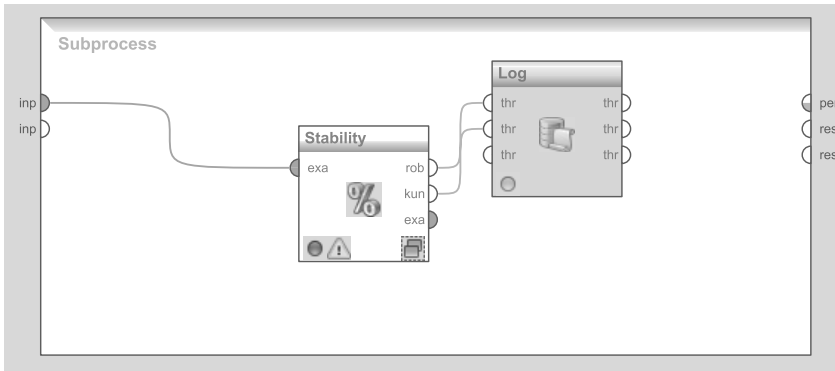 Subprocess
Log
inp
thr
thr
per
inp
thr
thr
res
Stability
thr
thr
res
exa
rob
kun
exa
%